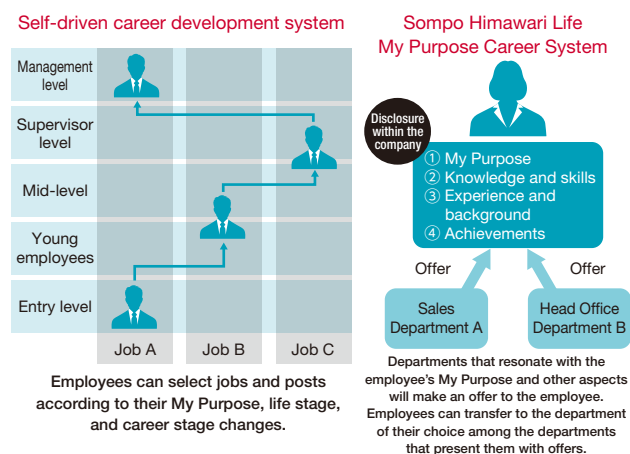 Self-driven career development system
Management
level
Supervisor
level
Mid-level
Young
employees
Entry level
Job A
Job B
Job C
Employees can select jobs and posts
according to their My Purpose, life stage,
and career stage changes.
Sompo Himawari Life
My Purpose Career System
Disclosure
within the
company
① My Purpose
② Knowledge and skills
③ Experience and
background
④ Achievements
Offer
Offer
Sales
Department A
Head Office
Department B
Departments that resonate with the
employee's My Purpose and other aspects
will make an offer to the employee.
Employees can transfer to the department
of their choice among the departments
that present them with offers.